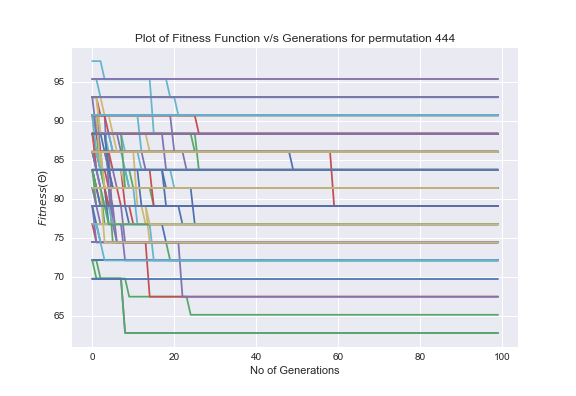 Plot of Fitness Function v/s Generations for permutation 444
95
90
85
80
75
70
65
Fitness(Θ)
0 20 40 60 80 100
No of Generations